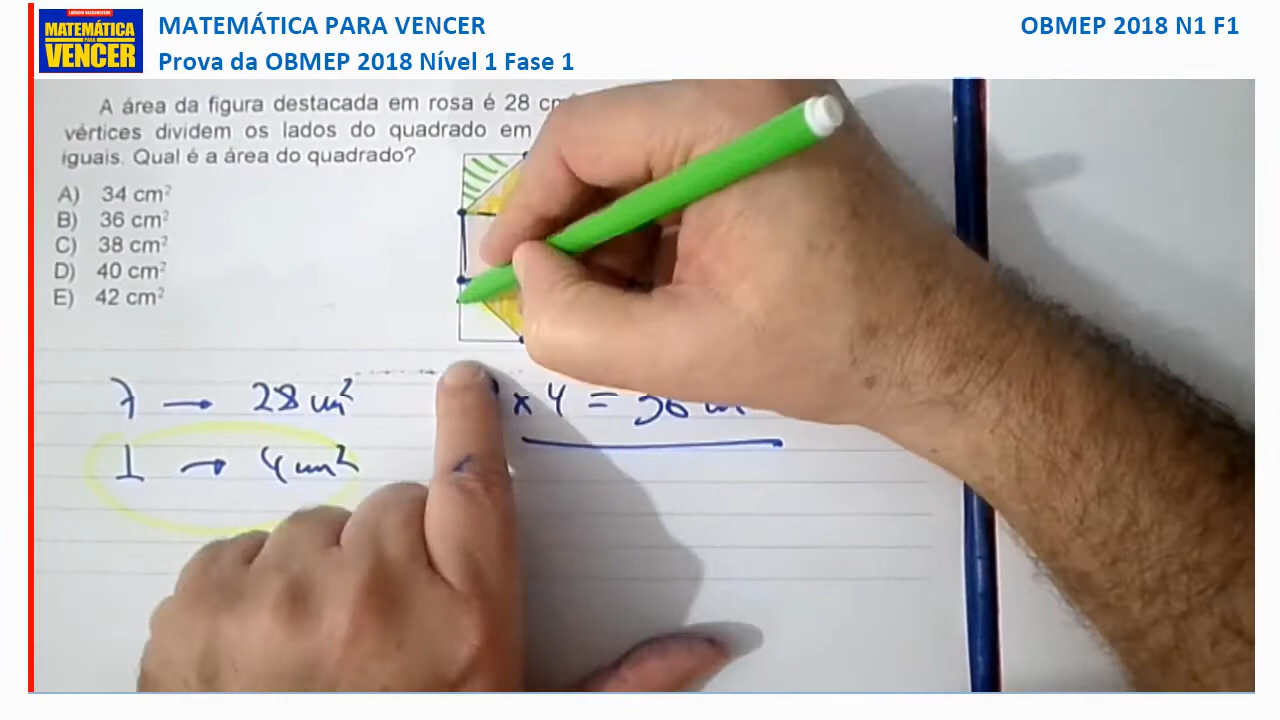 MATEMÁTICA
PARA
VENCER
MATEMÁTICA PARA VENCER
OBMEP 2018 N1 F1
Prova da OBMEP 2018 Nível 1 Fase 1
A área da figura destacada em rosa é 28
vértices dividem os lados do quadrado em
iguais. Qual é a área do quadrado?
A) 34 cm²
B) 36 cm²
C) 38 cm²
D) 40 cm²
E) 42 cm²
7 → 28 cm²
x 4 = 36
1 → 4 cm²